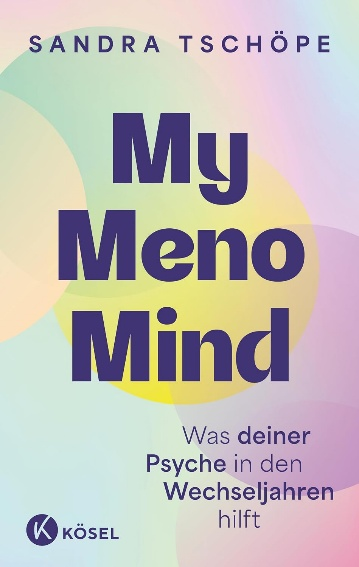 SANDRA TSCHÖPE
My
Meno
Mind
Was deiner
Psyche in den
Wechseljahren
hilft
K KÖSEL